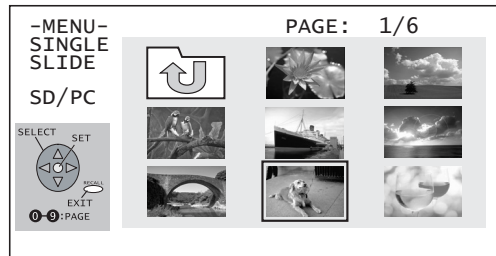 -MENU-
PAGE: 1/6
SINGLE
SLIDE
SD/PC
SELECT
SET
RECALL
EXIT
0-9:PAGE